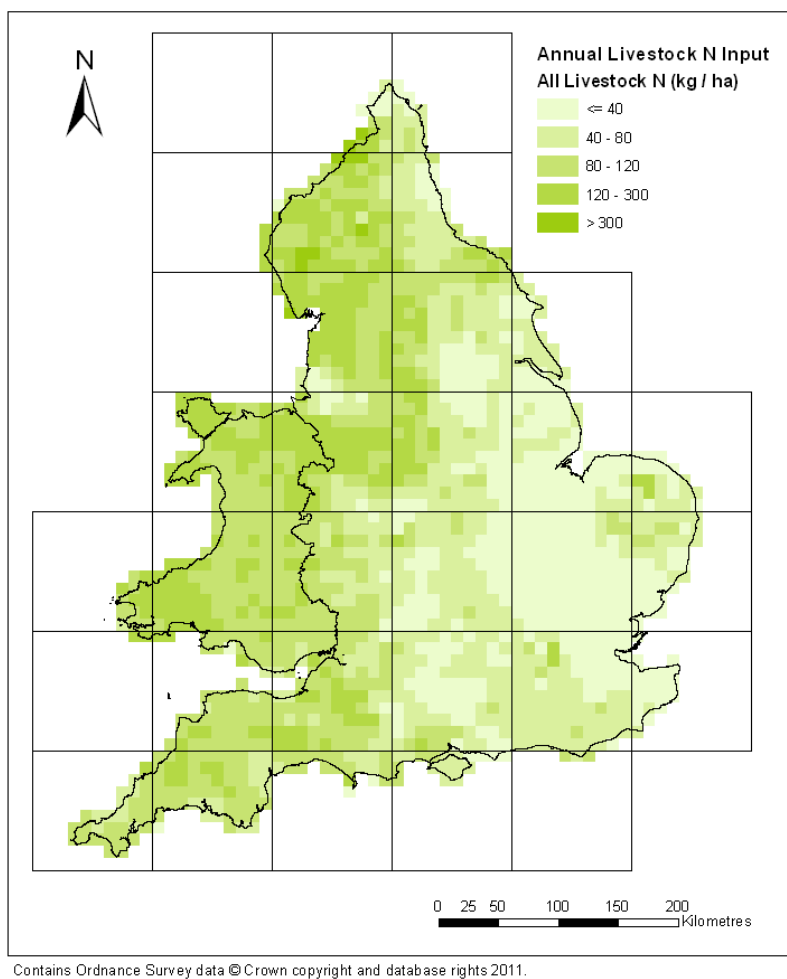 N
Annual Livestock N Input
All Livestock N (kg / ha)
<= 40
40 - 80
80 - 120
120 - 300
> 300
0 25 50 100 150 200
Kilometres
Contains Ordnance Survey data © Crown copyright and database rights 2011.